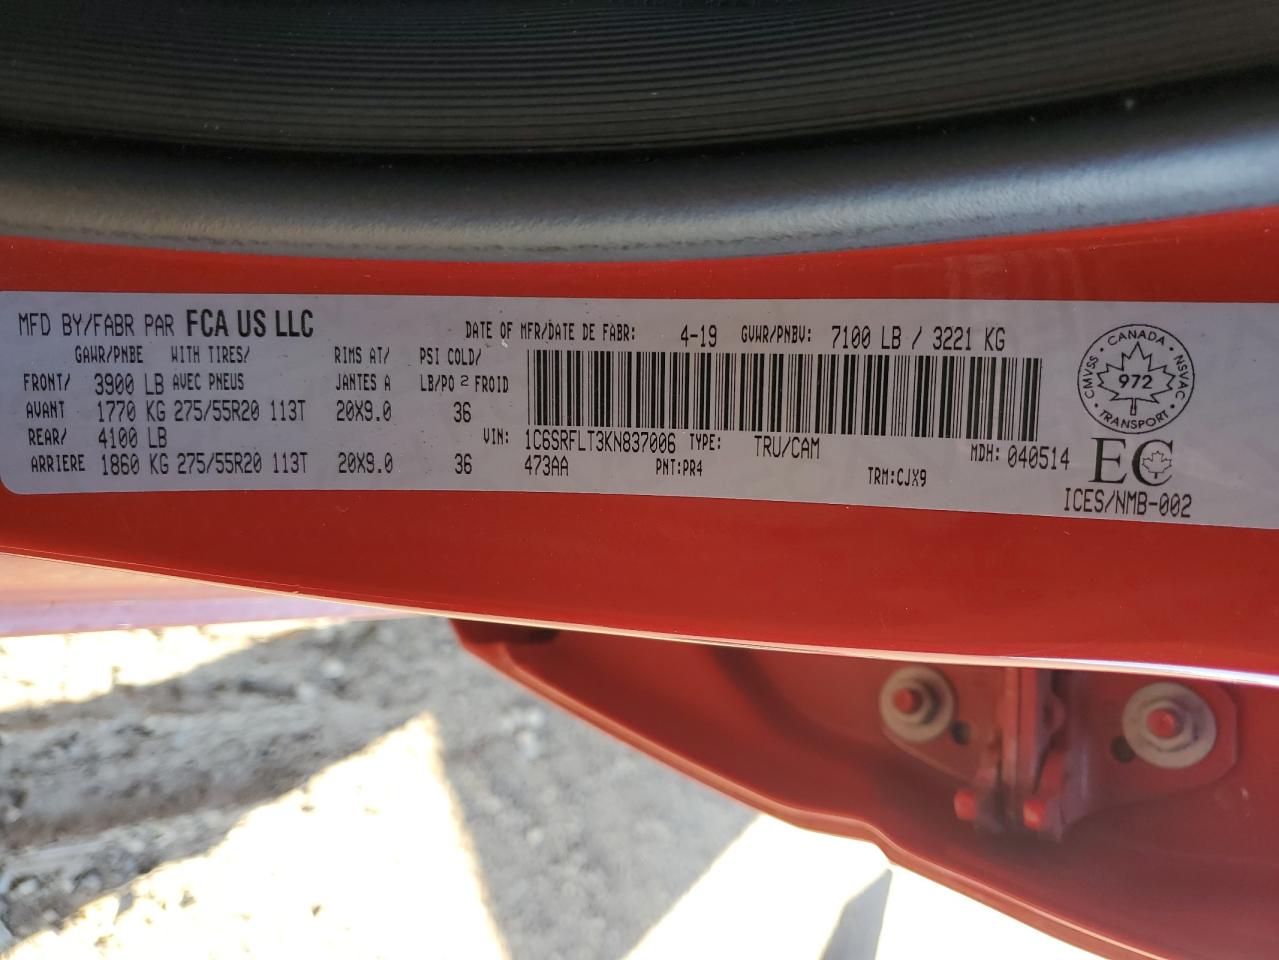 MFD BY/FABR PAR FCA US LLC DATE OF MFR/DATE DE FABR: 4-19 GVWR/PNBV: 7100 LB / 3221 KG
GAWR/PNBE WITH TIRES/ RIMS AT/ PSI COLD/
FRONT/ 3900 LB AVEC PNEUS JANTES A LB/PO 2 FROID
AVANT 1770 KG 275/55R20 113T 20X9.0 36
REAR/ 4100 LB VIN: 1C6SRFLT3KN837006 TYPE: TRU/CAM MDH: 040514
ARRIERE 1860 KG 275/55R20 113T 20X9.0 36 473AA PNT:PR4 TRM:CJX9
CANADA
CMVSS 972 NSVAC
TRANSPORT
EC
ICES/NMB-002